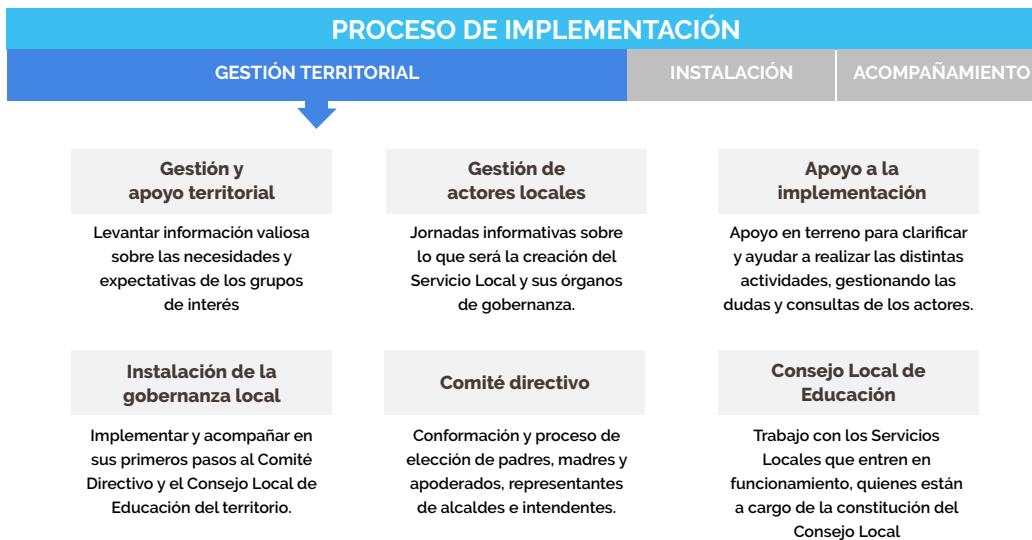 PROCESO DE IMPLEMENTACIÓN
GESTIÓN TERRITORIAL
INSTALACIÓN
ACOMPAÑAMIENTO
Gestión y
apoyo territorial
Levantar información valiosa
sobre las necesidades y
expectativas de los grupos
de interés
Gestión de
actores locales
Jornadas informativas sobre
lo que será la creación del
Servicio Local y sus órganos
de gobernanza.
Apoyo a la
implementación
Apoyo en terreno para clarificar
y ayudar a realizar las distintas
actividades, gestionando las
dudas y consultas de los actores.
Instalación de la
gobernanza local
Implementar y acompañar en
sus primeros pasos al Comité
Directivo y el Consejo Local de
Educación del territorio.
Comité directivo
Conformación y proceso de
elección de padres, madres y
apoderados, representantes
de alcaldes e intendentes.
Consejo Local de
Educación
Trabajo con los Servicios
Locales que entren en
funcionamiento, quienes están
a cargo de la constitución del
Consejo Local